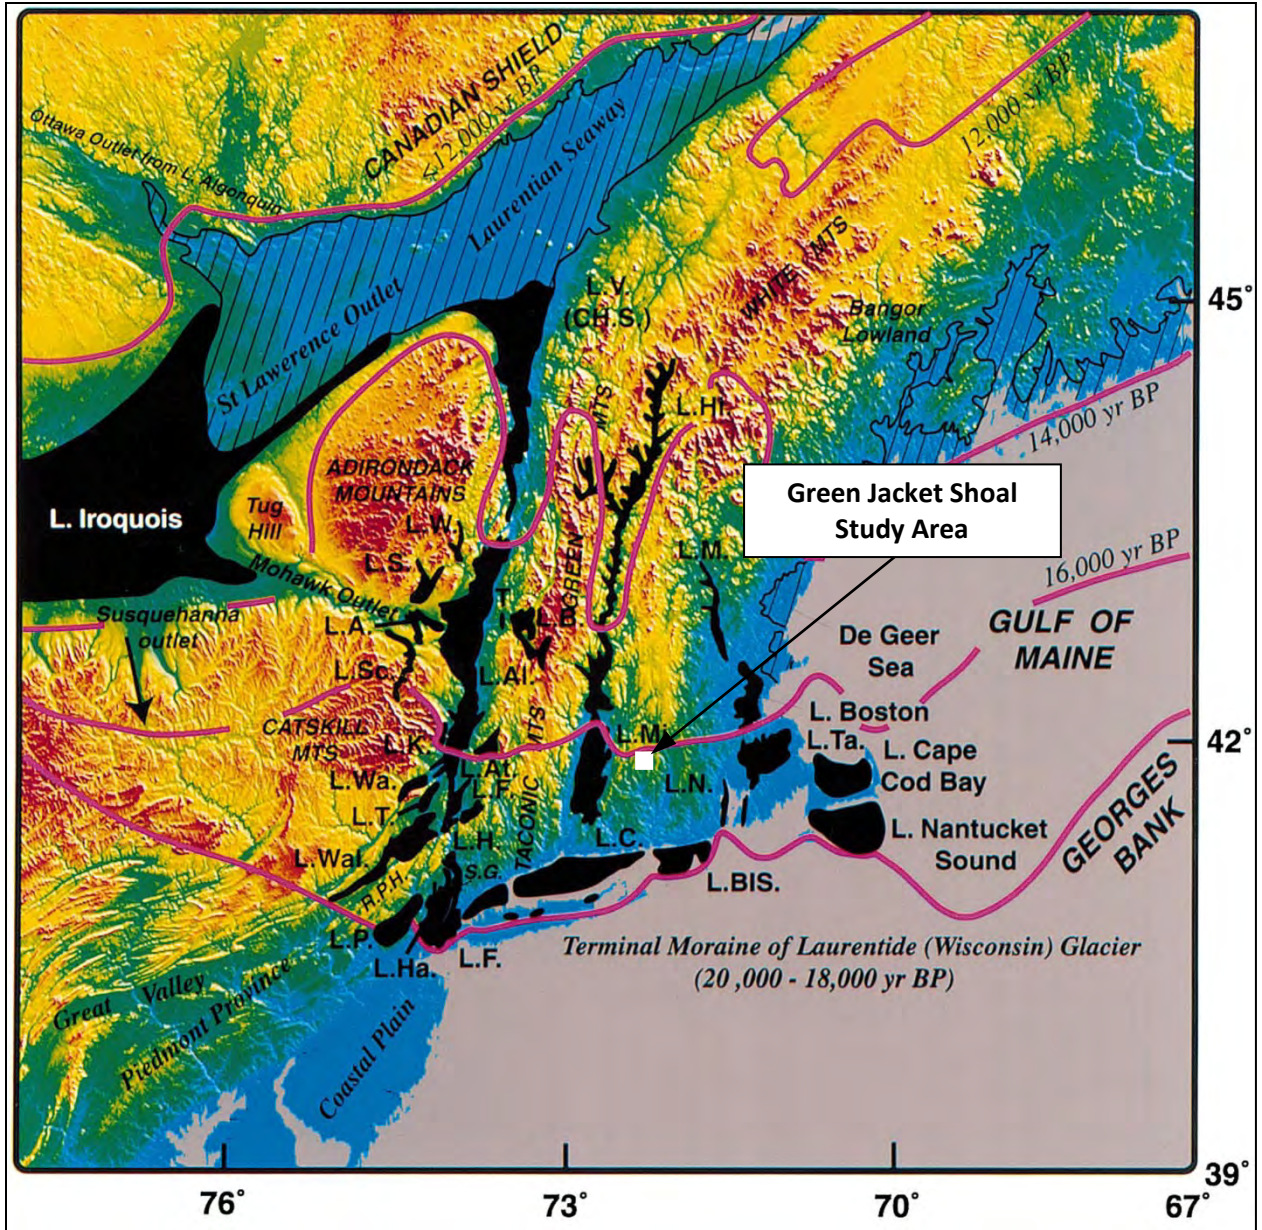 CANADIAN SHIELD
<12,000 yr BP
12,000 yr BP
Ottawa Outlet from L. Algonquin
Laurentian Seaway
St Lawerence Outlet
WHITE MTS
L.V.
(CH.S.)
Bangor
Lowland
45°
14,000 yr BP
MTS
L.HI.
ADIRONDACK
MOUNTAINS
Tug
Hill
L. Iroquois
L.W.
L.S.
GREEN
L.M.
Green Jacket Shoal
Study Area
16,000 yr BP
Mohawk Outlet
Susquehanna
outlet
L.A.
L.B.
GULF OF
MAINE
De Geer
Sea
L.Sc.
L.Al.
CATSKILL
MTS
MTS
L.K.
L.Mi.
L. Boston
L.Ta.
L. Cape
Cod Bay
42°
L.At.
L.F.
L.Wa.
L.T.
L.N.
TACONIC
L.H.
L.C.
L. Nantucket
Sound
GEORGES
BANK
L.Wal.
R.P.H.
S.G.
L.BIS.
L.P.
L.Ha.
L.F.
Terminal Moraine of Laurentide (Wisconsin) Glacier
(20,000 - 18,000 yr BP)
Great Valley
Piedmont Province
Coastal Plain
39°
76°
73°
70°
67°